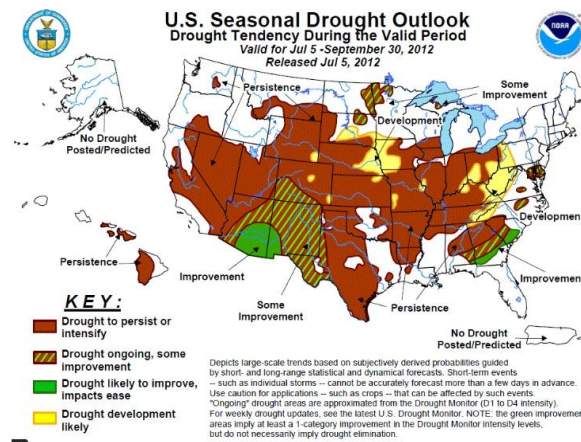 U.S. Seasonal Drought Outlook
Drought Tendency During the Valid Period
Valid for Jul 5 -September 30, 2012
Released Jul 5, 2012
NOAA
Persistence
Some
Improvement
Development
No Drought
Posted/Predicted
Development
Persistence
Improvement
Improvement
Some
Improvement
Persistence
No Drought
Posted/Predicted
KEY:
Drought to persist or
intensify
Drought ongoing, some
improvement
Drought likely to improve,
impacts ease
Drought development
likely
Depicts large-scale trends based on subjectively derived probabilities guided
by short- and long-range statistical and dynamical forecasts. Short-term events
-- such as individual storms -- cannot be accurately forecast more than a few days in advance.
Use caution for applications -- such as crops -- that can be affected by such events.
"Ongoing" drought areas are approximated from the Drought Monitor (D1 to D4 intensity).
For weekly drought updates, see the latest U.S. Drought Monitor. NOTE: the green improvement
areas imply at least a 1-category improvement in the Drought Monitor intensity levels,
but do not necessarily imply drought elimination.